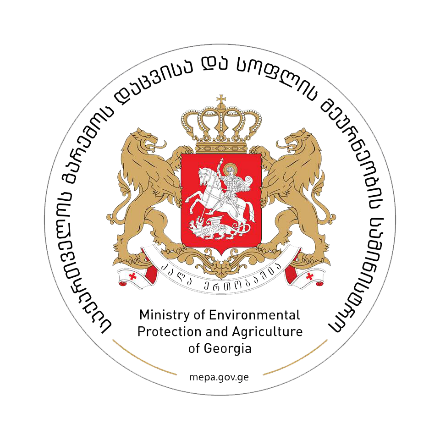 საქართველოს გარემოს დაცვისა და სოფლის მეურნეობის სამინისტრო
ძალა ერთობაშია
Ministry of Environmental
Protection and Agriculture
of Georgia
mepa.gov.ge